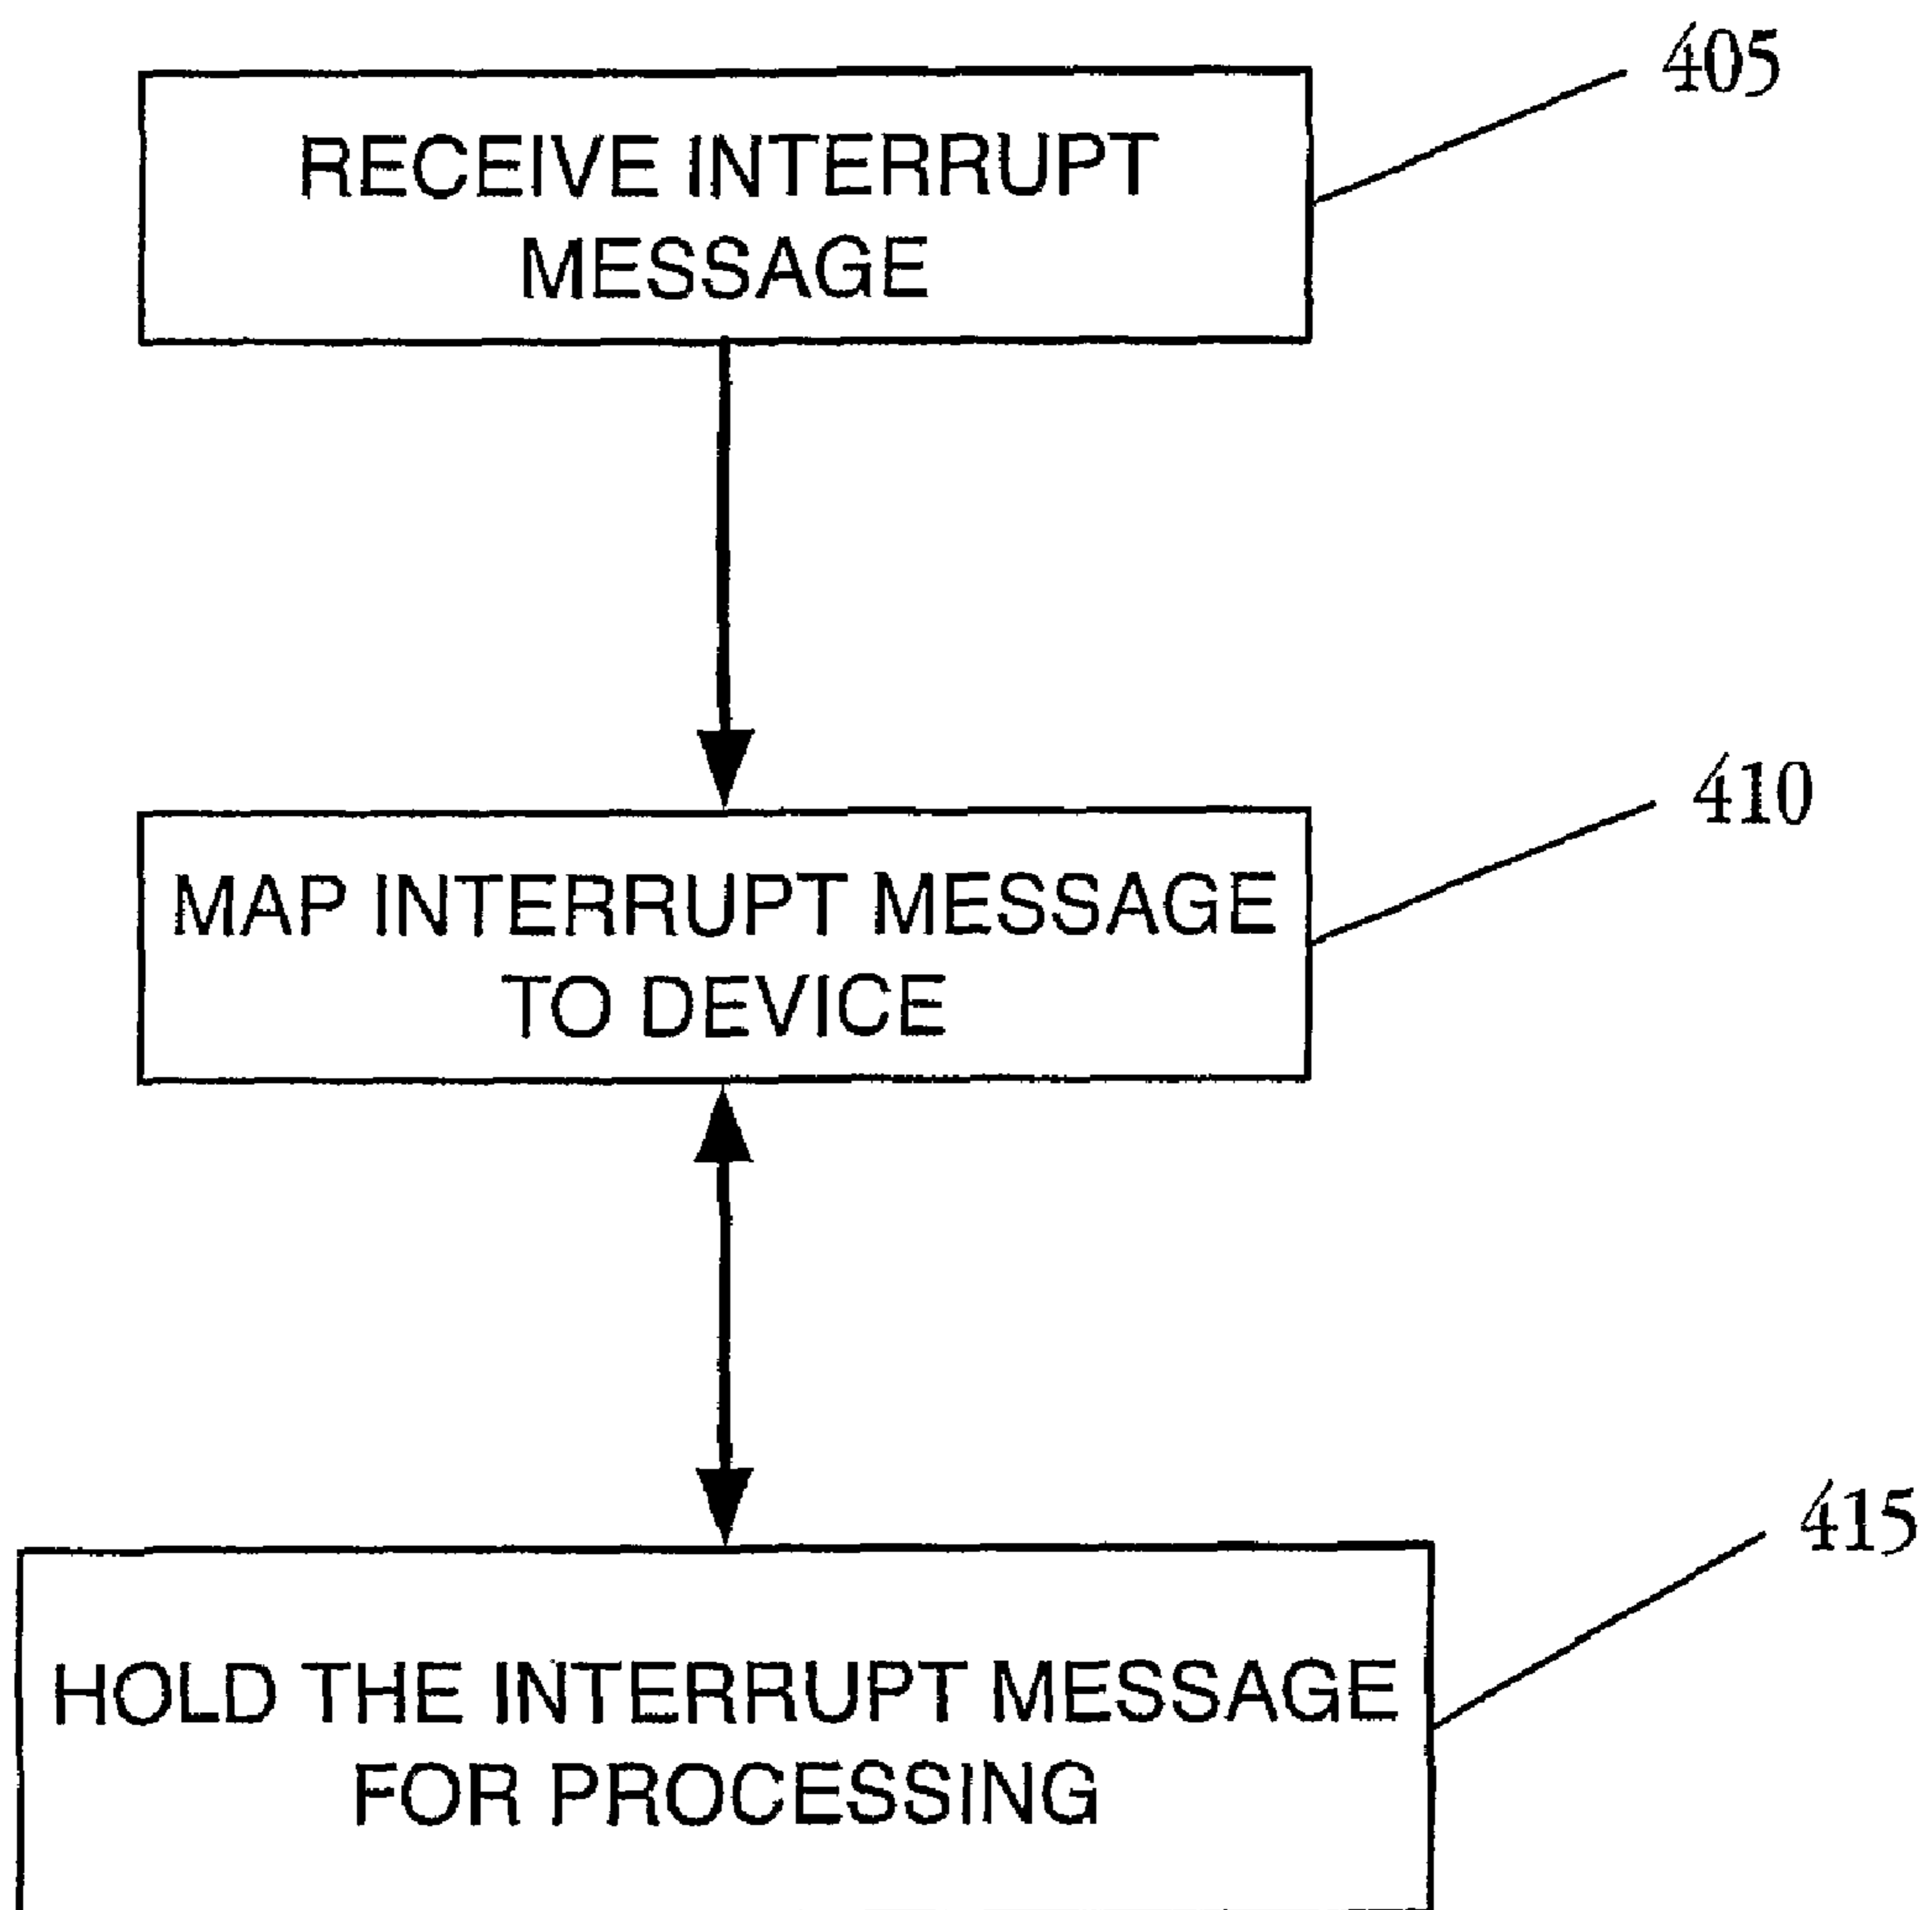 405
RECEIVE INTERRUPT
MESSAGE
410
MAP INTERRUPT MESSAGE
TO DEVICE
415
HOLD THE INTERRUPT MESSAGE
FOR PROCESSING